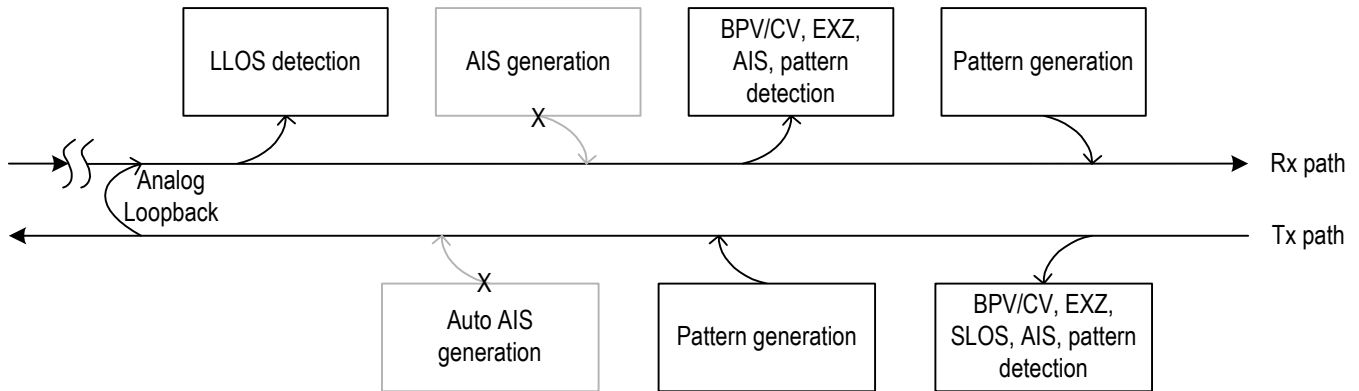 LLOS detection
AIS generation
BPV/CV, EXZ,
AIS, pattern
detection
Pattern generation
X
Rx path
Analog
Loopback
Tx path
X
Auto AIS
generation
Pattern generation
BPV/CV, EXZ,
SLOS, AIS, pattern
detection